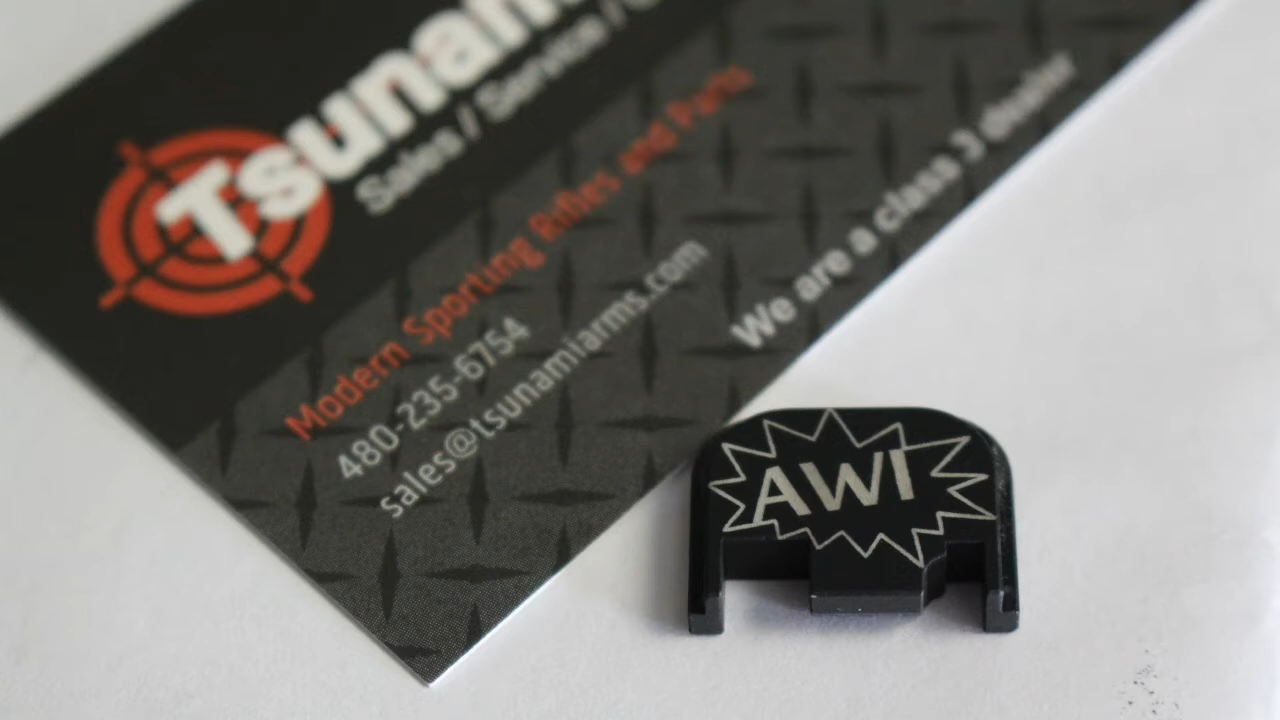 Tsunami
Sales / Service /
Modern Sporting Rifles and Parts
480-235-6754
sales@tsunamiarms.com
We are a class 3 dealer
AWI